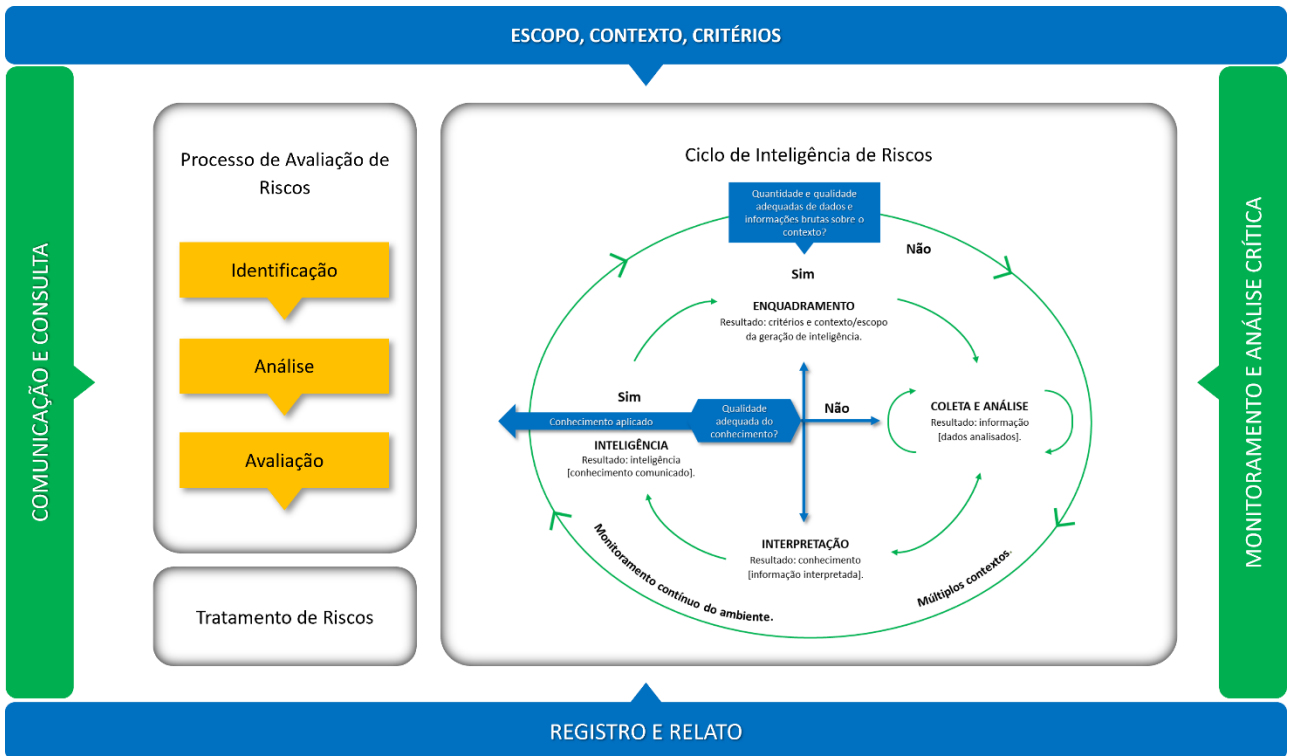 ESCOPO, CONTEXTO, CRITÉRIOS
COMUNICAÇÃO E CONSULTA
Processo de Avaliação de
Riscos
Identificação
Análise
Avaliação
Tratamento de Riscos
Ciclo de Inteligência de Riscos
Quantidade e qualidade
adequadas de dados e
informações brutas sobre o
contexto?
Não
Sim
ENQUADRAMENTO
Resultado: critérios e contexto/escopo
da geração de inteligência.
Sim
Conhecimento aplicado
Qualidade
adequada do
conhecimento?
Não
COLETA E ANÁLISE
Resultado: informação
[dados analisados].
INTELIGÊNCIA
Resultado: inteligência
[conhecimento comunicado].
INTERPRETAÇÃO
Resultado: conhecimento
[informação interpretada].
Monitoramento contínuo do ambiente.
Múltiplos contextos.
MONITORAMENTO E ANÁLISE CRÍTICA
REGISTRO E RELATO